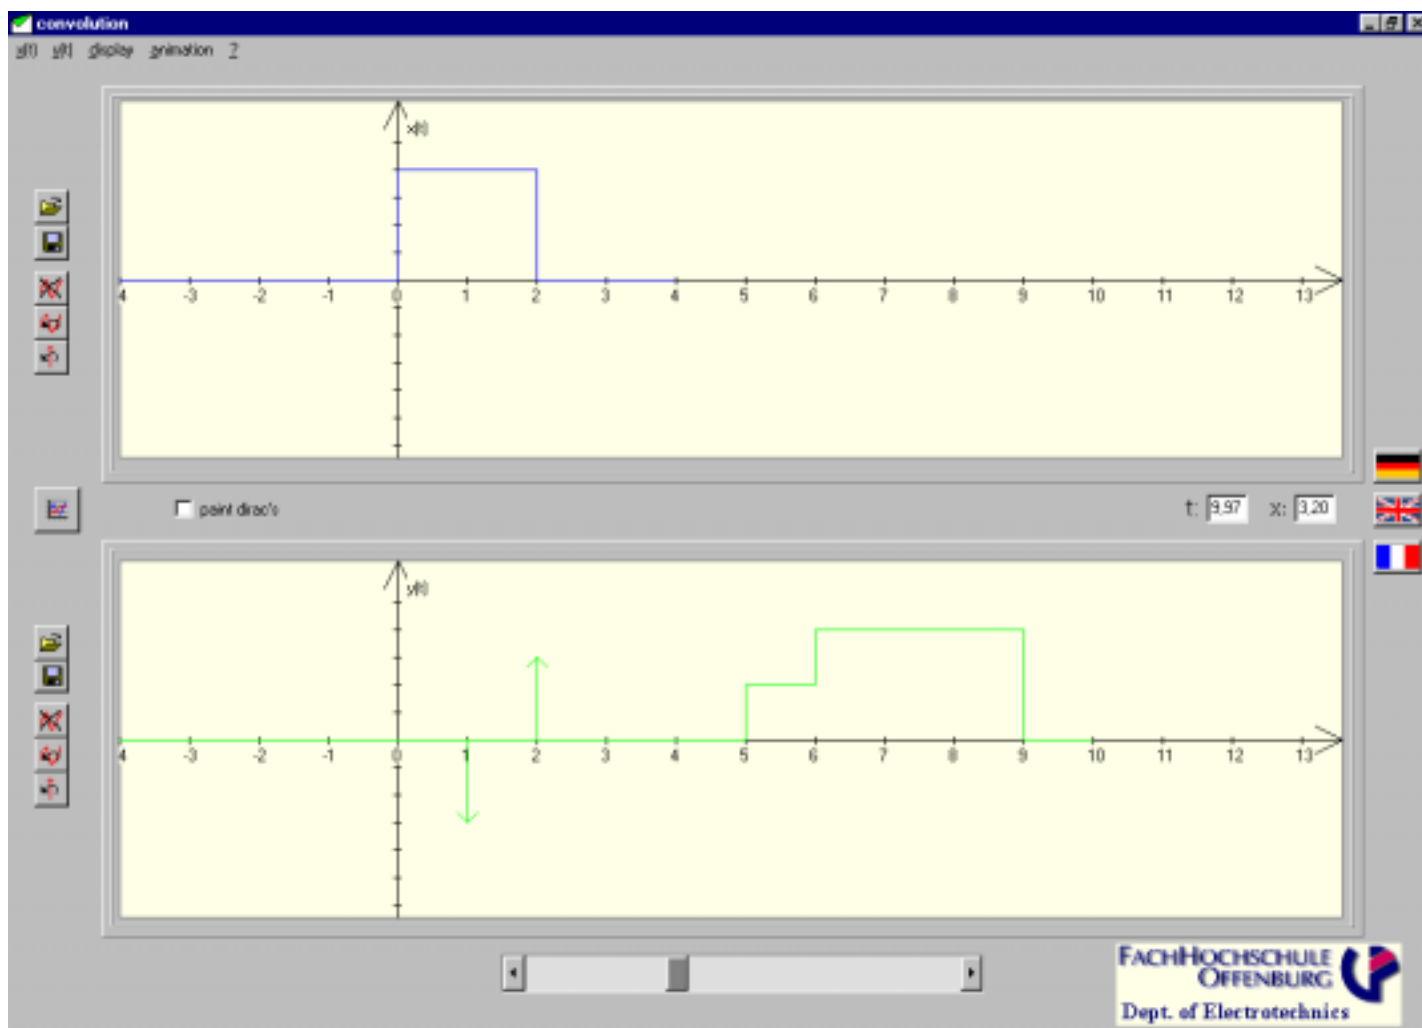 convolution
x(t) y(t) display animation ?
x(t)
4 -3 -2 -1 0 1 2 3 4 5 6 7 8 9 10 11 12 13
paint dirac's t: 9,97 x: 3,20
y(t)
4 -3 -2 -1 0 1 2 3 4 5 6 7 8 9 10 11 12 13
FACHHOCHSCHULE
OFFENBURG
Dept. of Electrotechnics